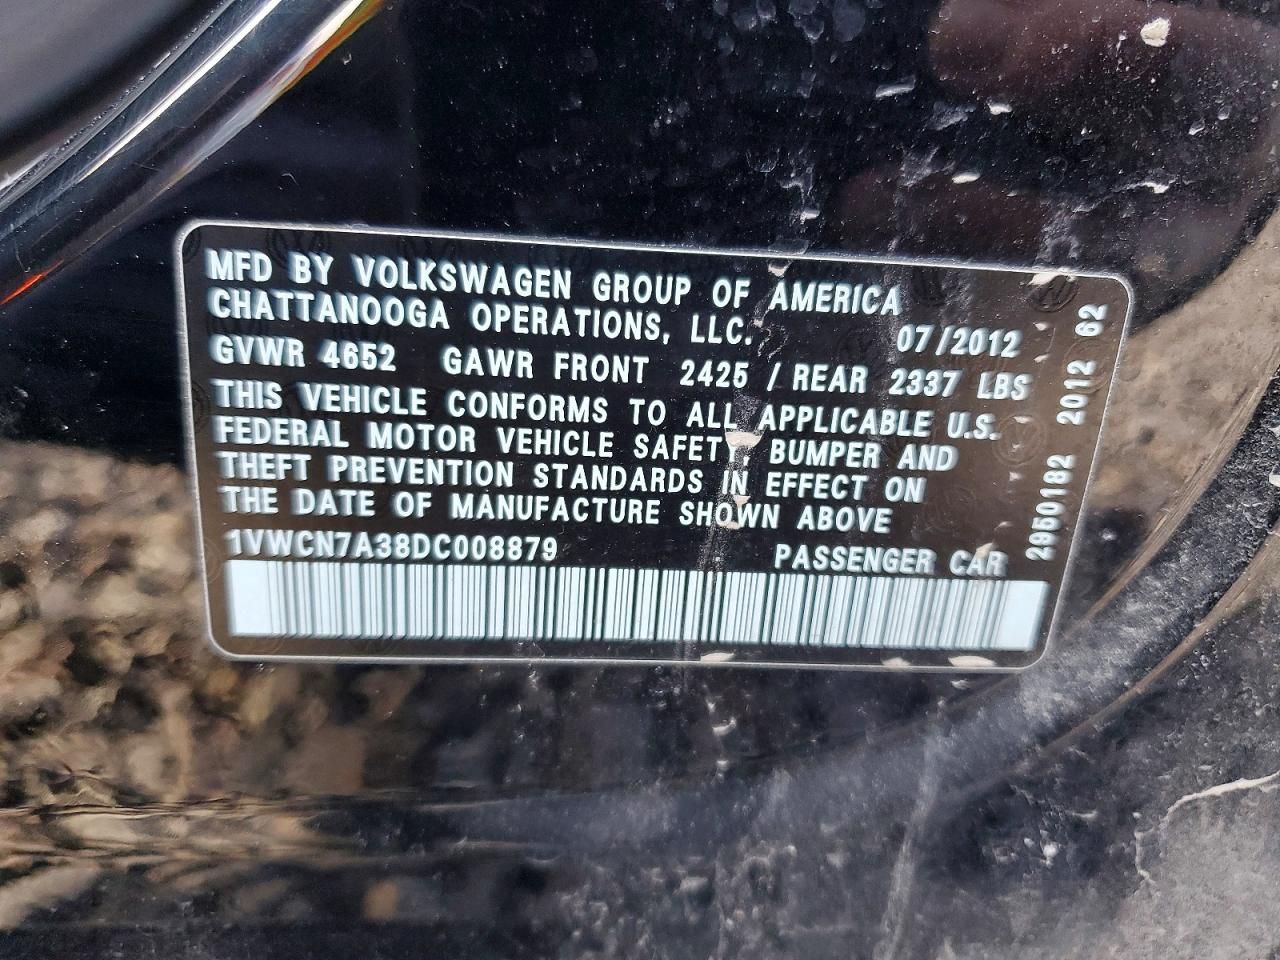 MFD BY VOLKSWAGEN GROUP OF AMERICA
CHATTANOOGA OPERATIONS, LLC.
07/2012
GVWR 4652 GAWR FRONT 2425 / REAR 2337 LBS
THIS VEHICLE CONFORMS TO ALL APPLICABLE U.S.
FEDERAL MOTOR VEHICLE SAFETY, BUMPER AND
THEFT PREVENTION STANDARDS IN EFFECT ON
THE DATE OF MANUFACTURE SHOWN ABOVE
1VWCN7A38DC008879 PASSENGER CAR
2950182 2012 62